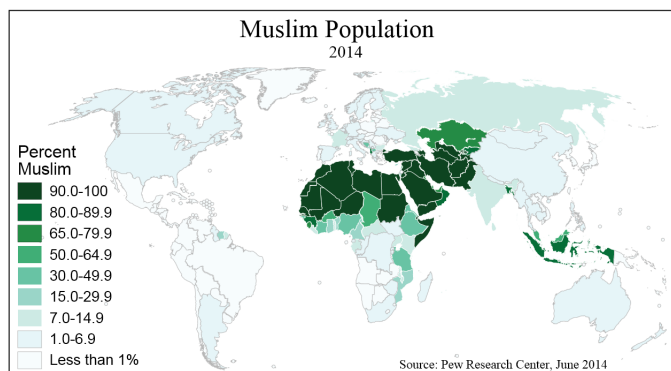 Muslim Population
2014
Percent
Muslim
90.0-100
80.0-89.9
65.0-79.9
50.0-64.9
30.0-49.9
15.0-29.9
7.0-14.9
1.0-6.9
Less than 1%
Source: Pew Research Center, June 2014